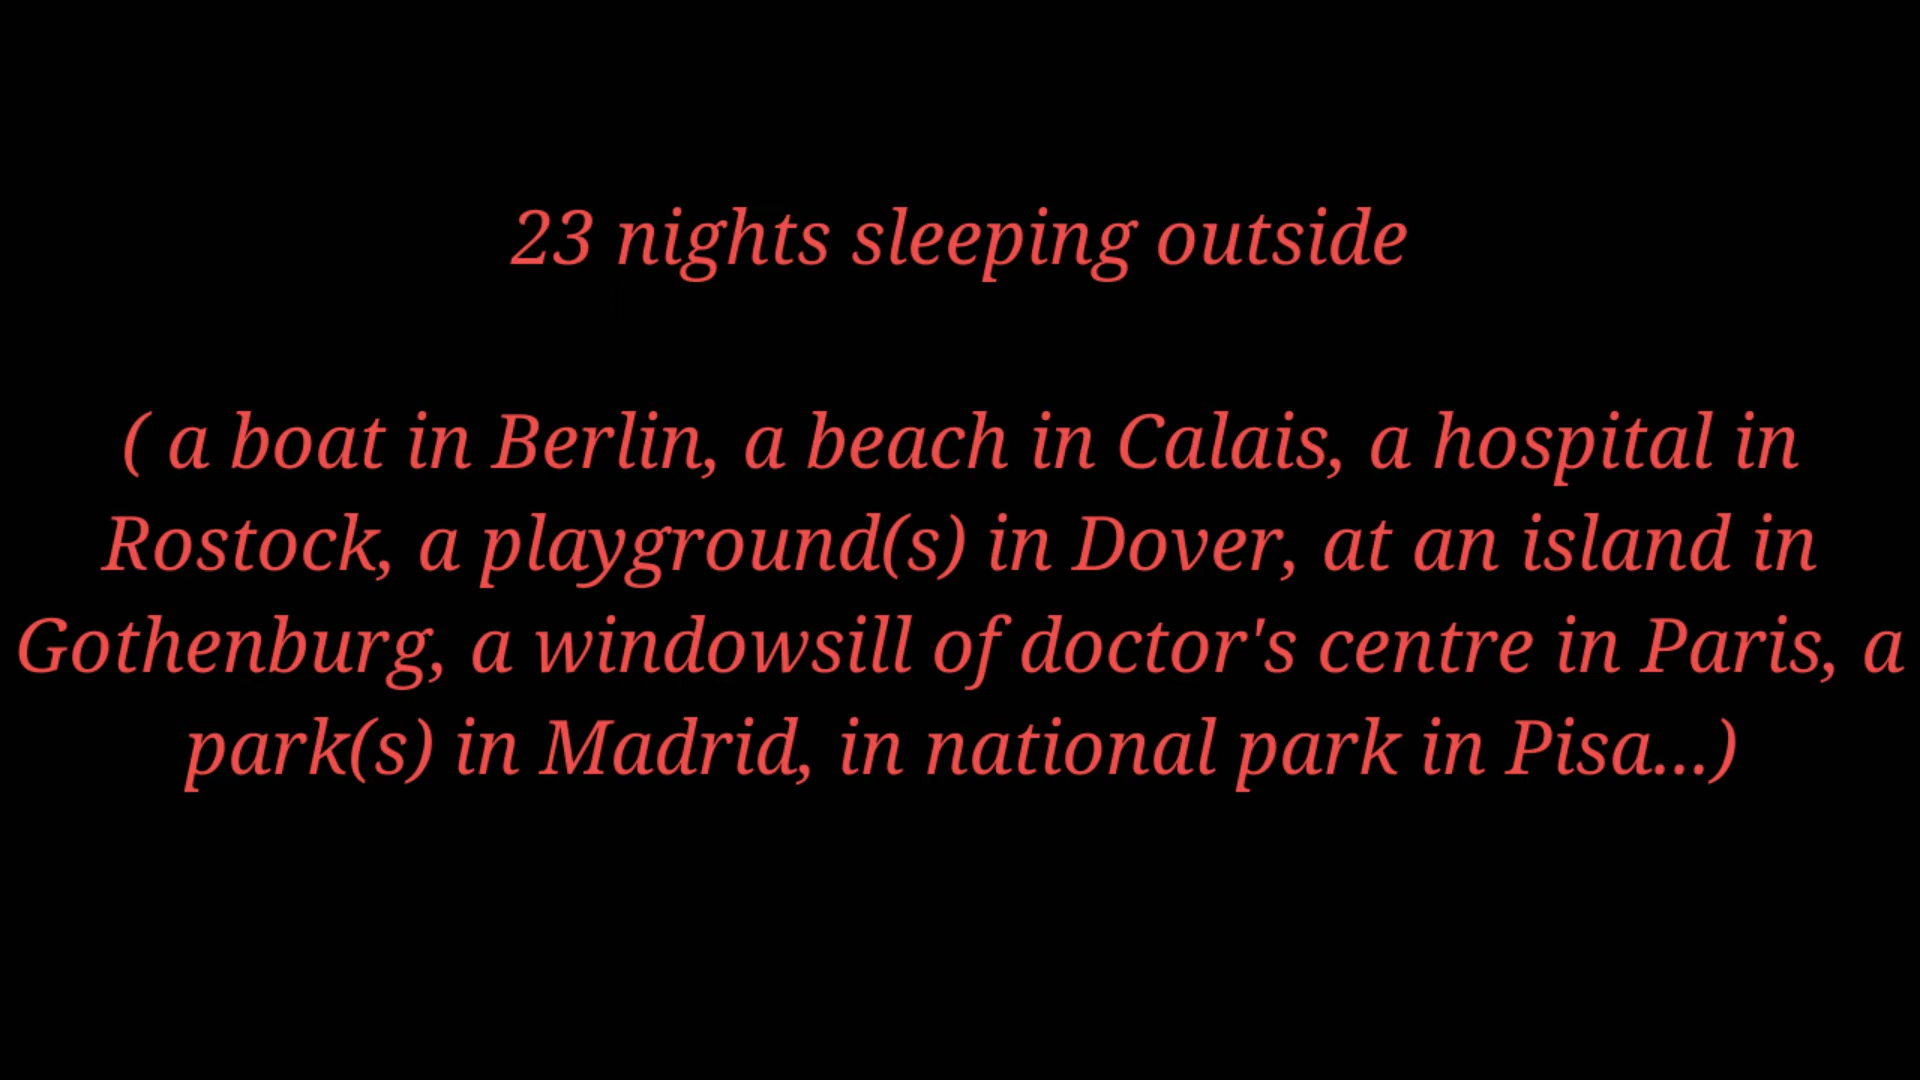 23 nights sleeping outside
( a boat in Berlin, a beach in Calais, a hospital in
Rostock, a playground(s) in Dover, at an island in
Gothenburg, a windowsill of doctor's centre in Paris, a
park(s) in Madrid, in national park in Pisa...)